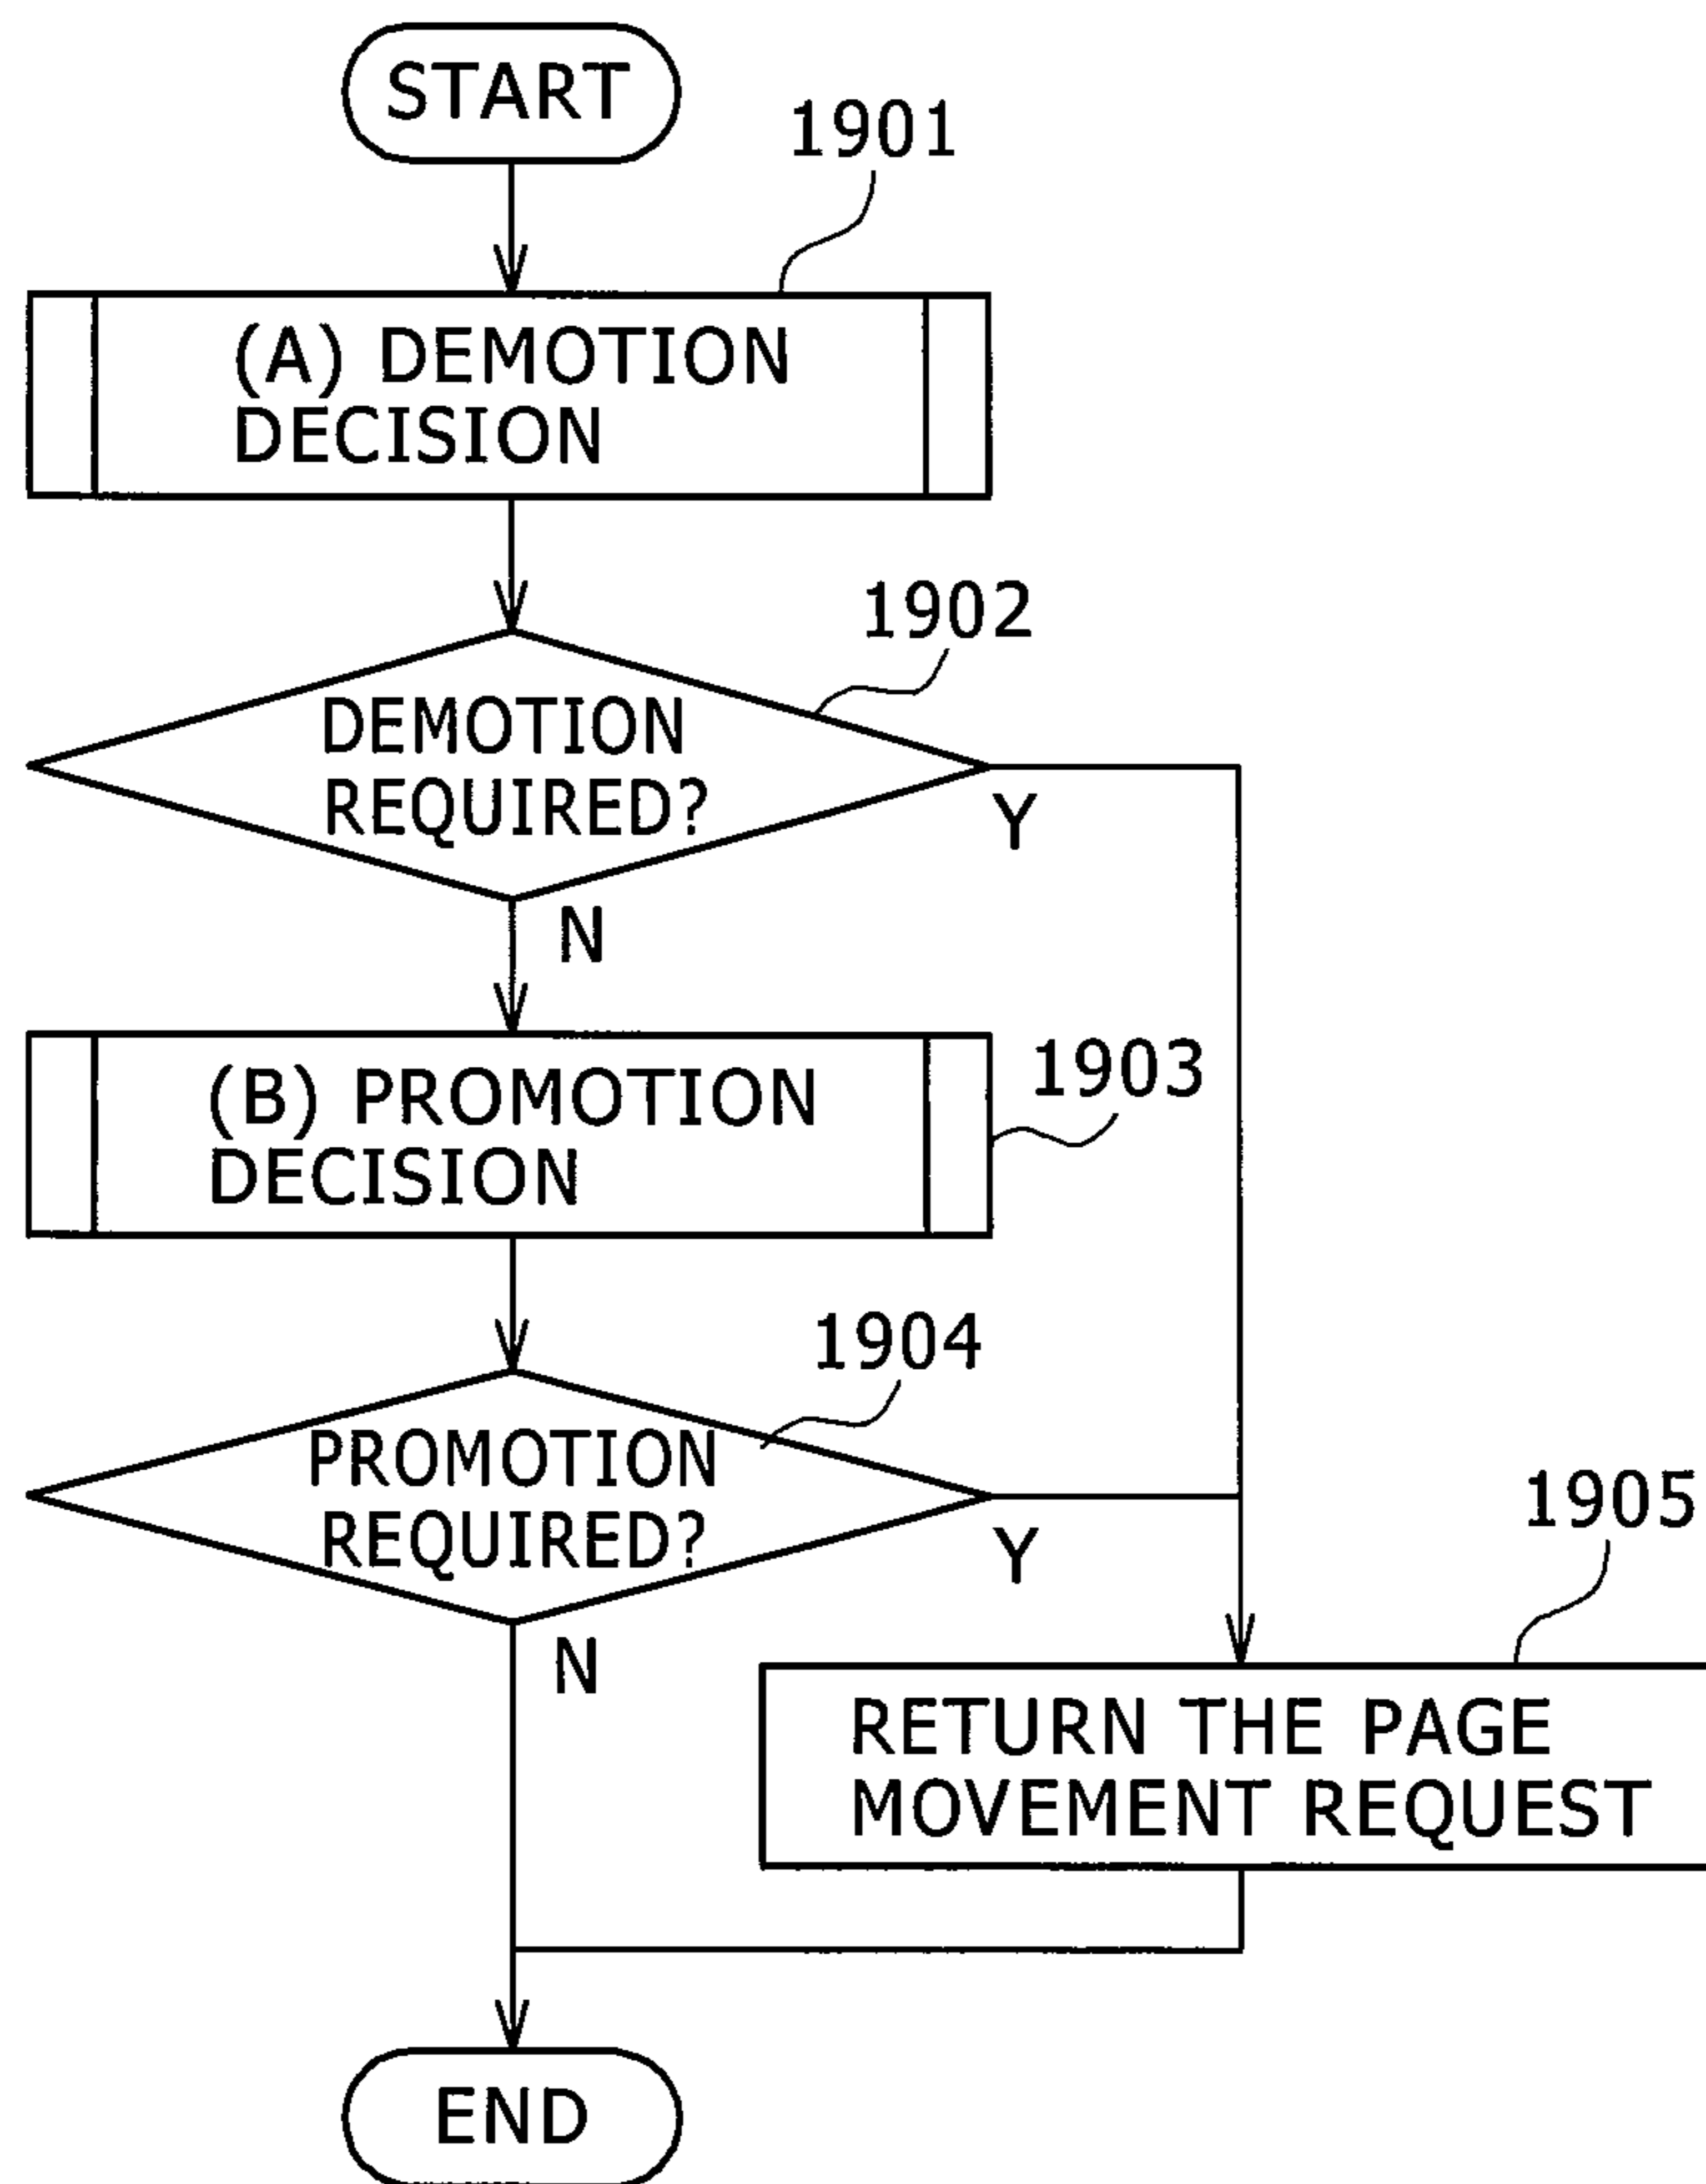 START
1901
(A) DEMOTION
DECISION
1902
DEMOTION
REQUIRED?
Y
N
1903
(B) PROMOTION
DECISION
1904
PROMOTION
REQUIRED?
Y
N
1905
RETURN THE PAGE
MOVEMENT REQUEST
END